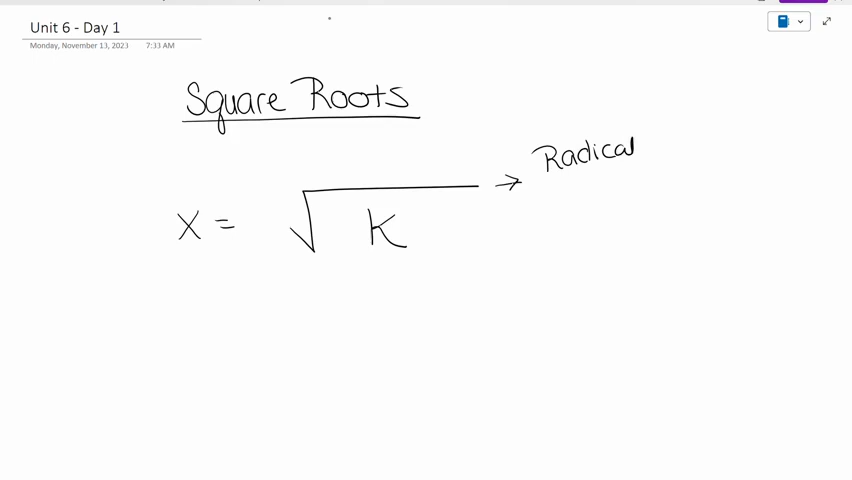 Unit 6 - Day 1
Monday, November 13, 2023 7:33 AM
Square Roots
→ Radical
X = √K